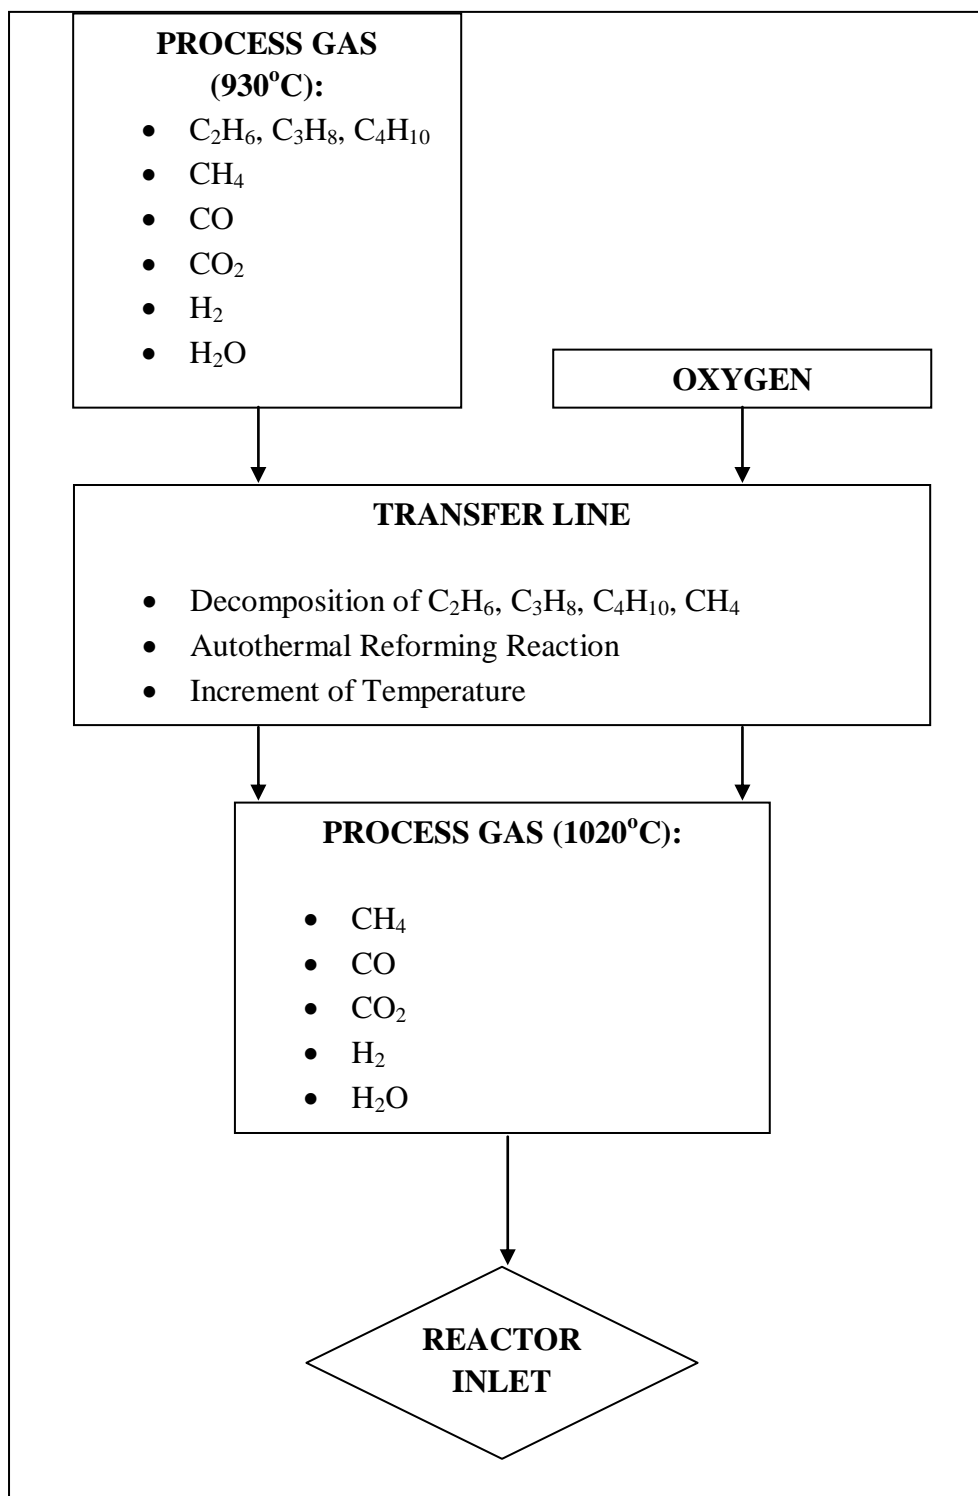 PROCESS GAS
(930°C):
• C₂H₆, C₃H₈, C₄H₁₀
• CH₄
• CO
• CO₂
• H₂
• H₂O
OXYGEN
TRANSFER LINE
• Decomposition of C₂H₆, C₃H₈, C₄H₁₀, CH₄
• Autothermal Reforming Reaction
• Increment of Temperature
PROCESS GAS (1020°C):
• CH₄
• CO
• CO₂
• H₂
• H₂O
REACTOR
INLET